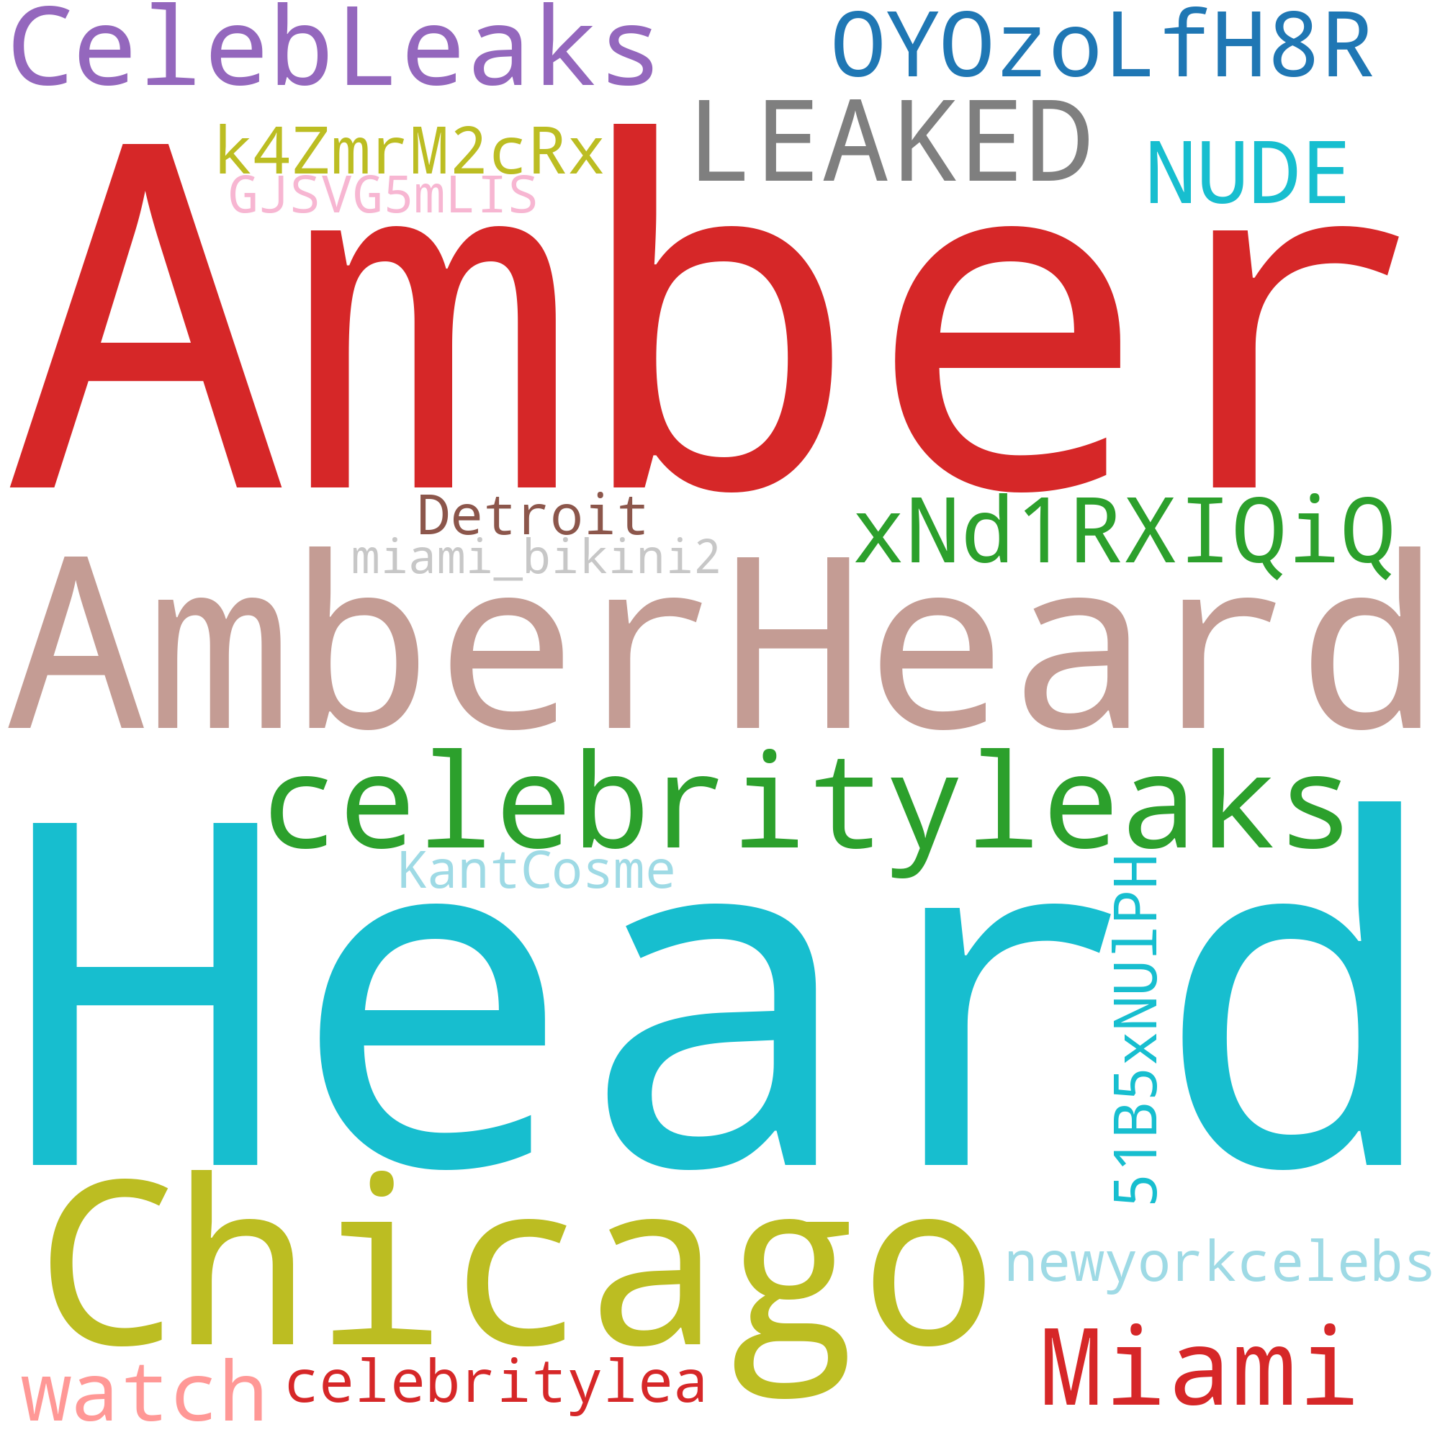 CelebLeaks
OYOzoLfH8R
LEAKED
k4ZmrM2cRx
NUDE
GJSVG5mLIS
Amber
Detroit
xNd1RXIQiQ
miami_bikini2
AmberHeard
celebrityleaks
KantCosme
Heard
51B5xNUlPH
Chicago
newyorkcelebs
Miami
watch
celebritylea